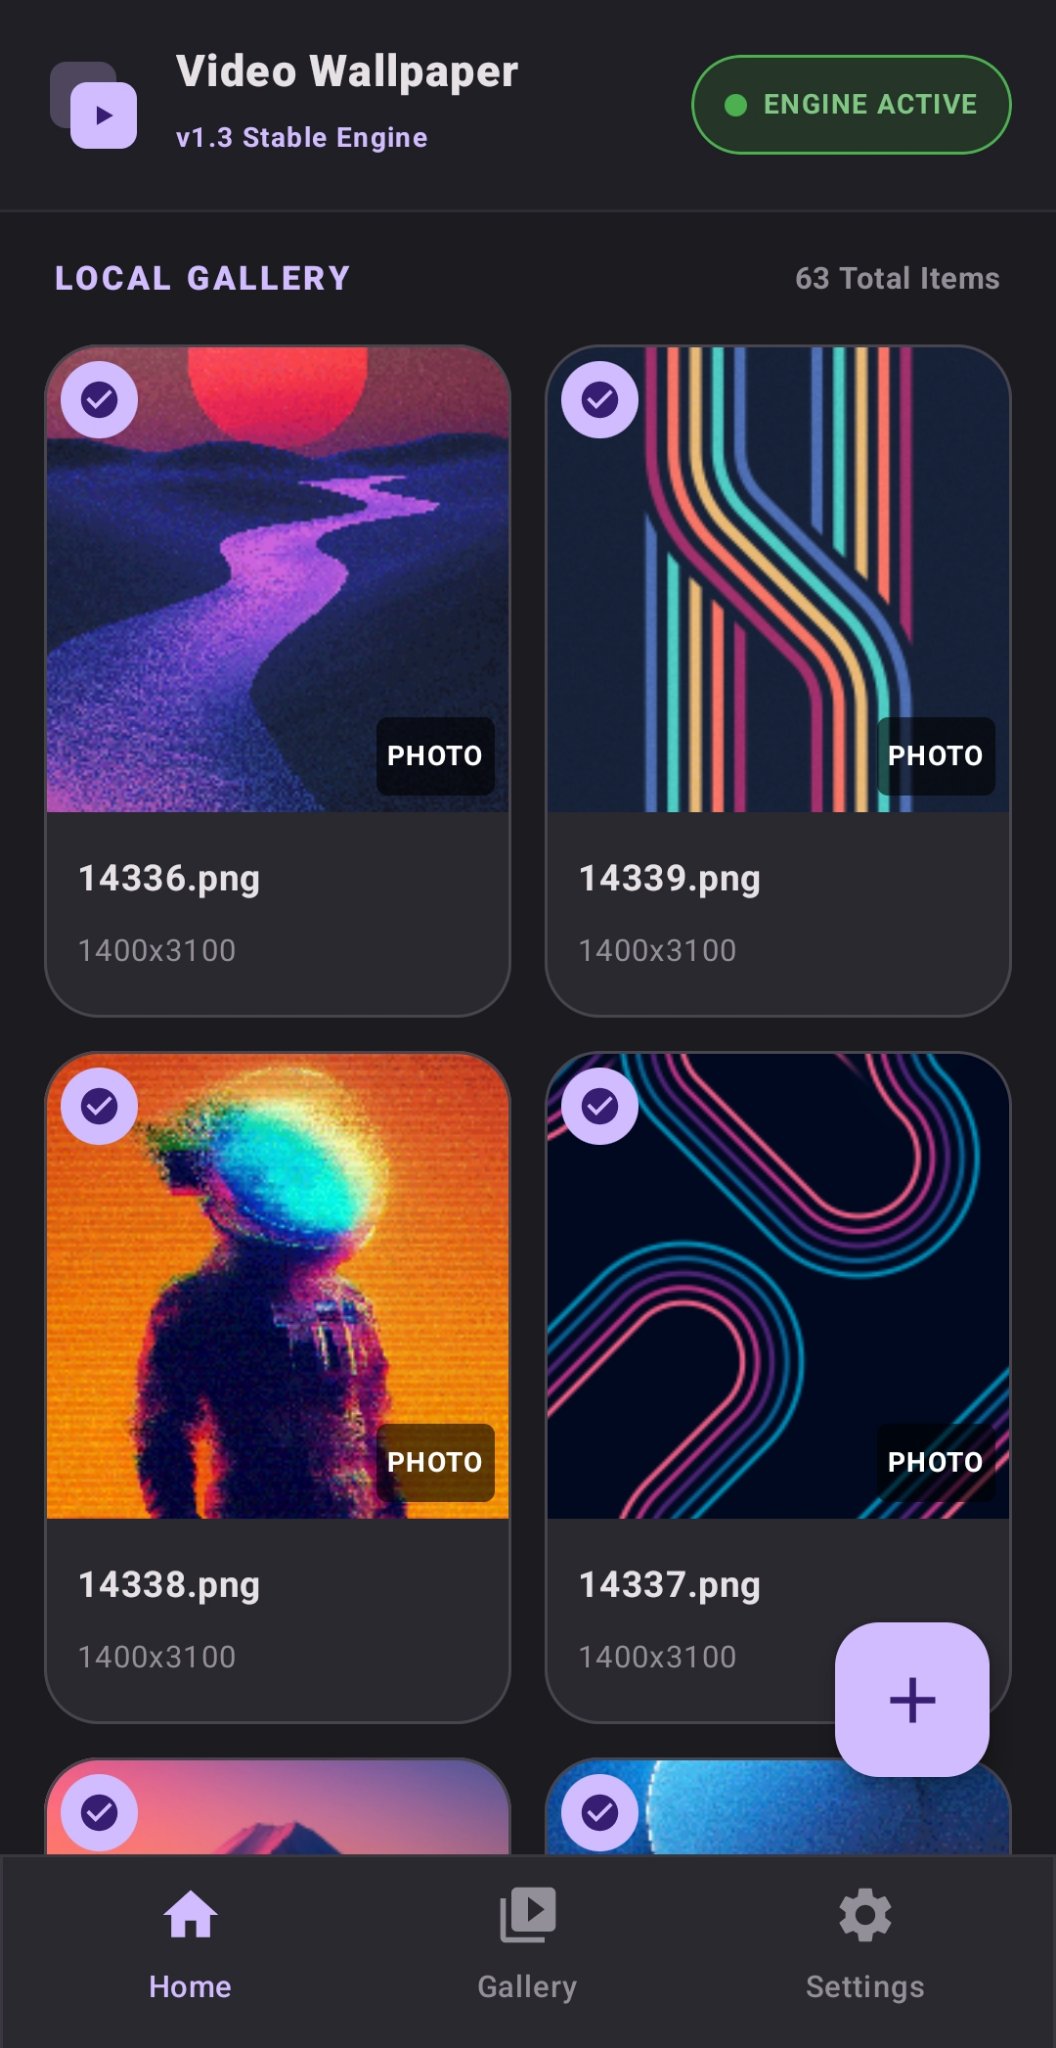 Video Wallpaper
v1.3 Stable Engine
ENGINE ACTIVE
LOCAL GALLERY
63 Total Items
PHOTO
PHOTO
14336.png
14339.png
1400x3100
1400x3100
PHOTO
PHOTO
14338.png
14337.png
1400x3100
1400x3100
Home
Gallery
Settings